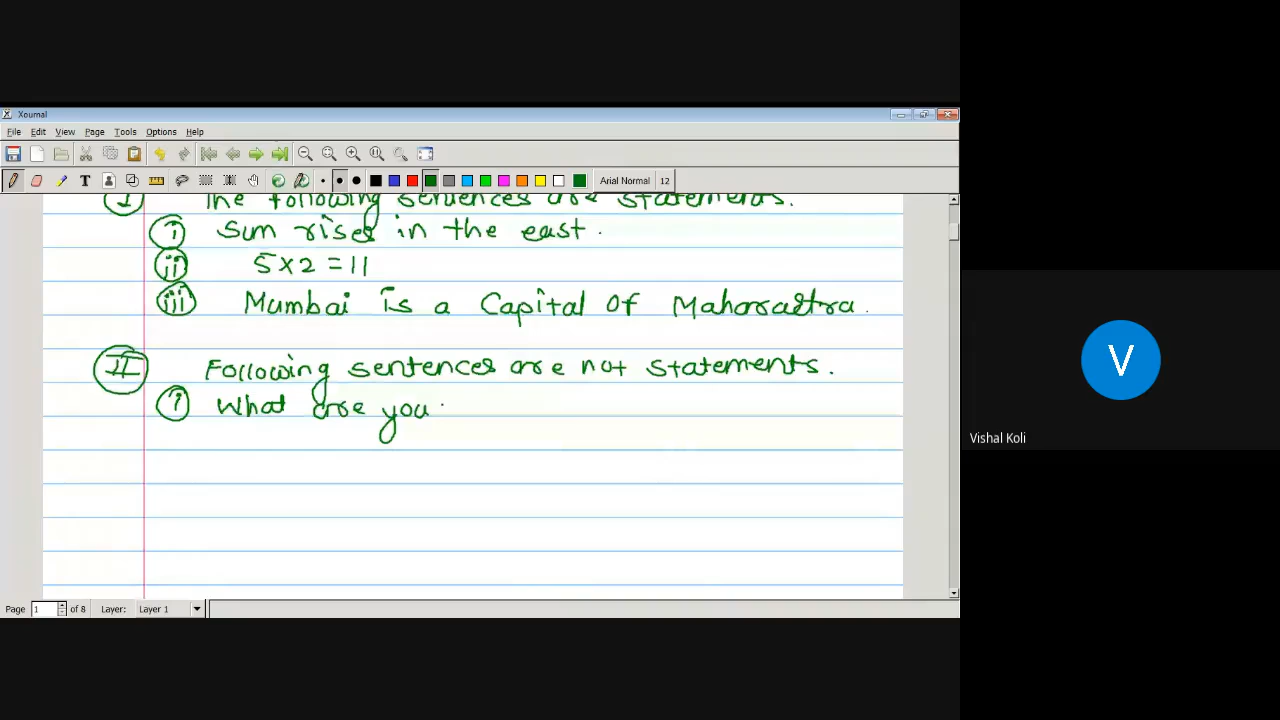 Xournal
File Edit View Page Tools Options Help
Arial Normal 12
I The following sentences are statements.
i Sun rises in the east.
ii 5x2 = 11
iii Mumbai is a Capital of Maharashtra.
II Following sentences are not statements.
i What are you
V
Vishal Koli
Page 1 of 8 Layer: Layer 1